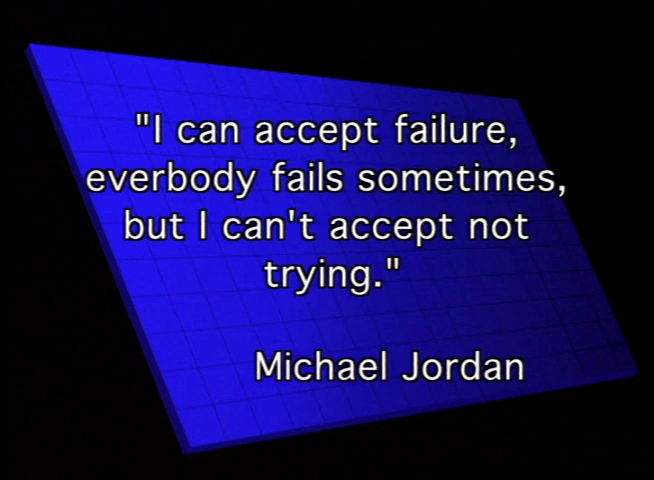 "I can accept failure,
everbody fails sometimes,
but I can't accept not
trying."
Michael Jordan